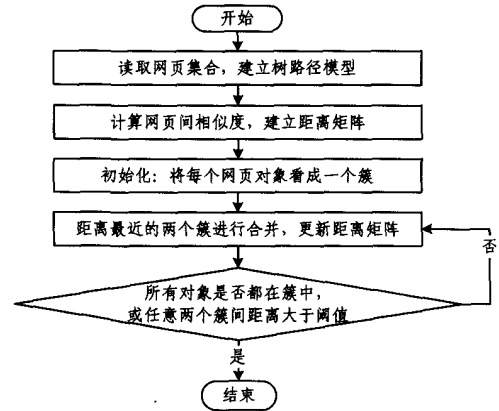 开始
读取网页集合，建立树路径模型
计算网页间相似度，建立距离矩阵
初始化：将每个网页对象看成一个簇
距离最近的两个簇进行合并，更新距离矩阵
否
所有对象是否都在簇中，
或任意两个簇间距离大于阈值
是
结束